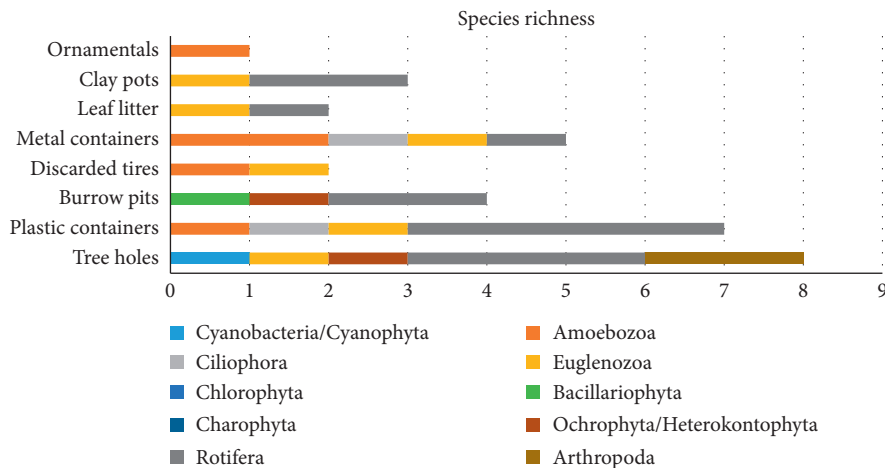 Species richness
Ornamentals
Clay pots
Leaf litter
Metal containers
Discarded tires
Burrow pits
Plastic containers
Tree holes
0 1 2 3 4 5 6 7 8 9
Cyanobacteria/Cyanophyta Amoebozoa
Ciliophora Euglenozoa
Chlorophyta Bacillariophyta
Charophyta Ochrophyta/Heterokontophyta
Rotifera Arthropoda